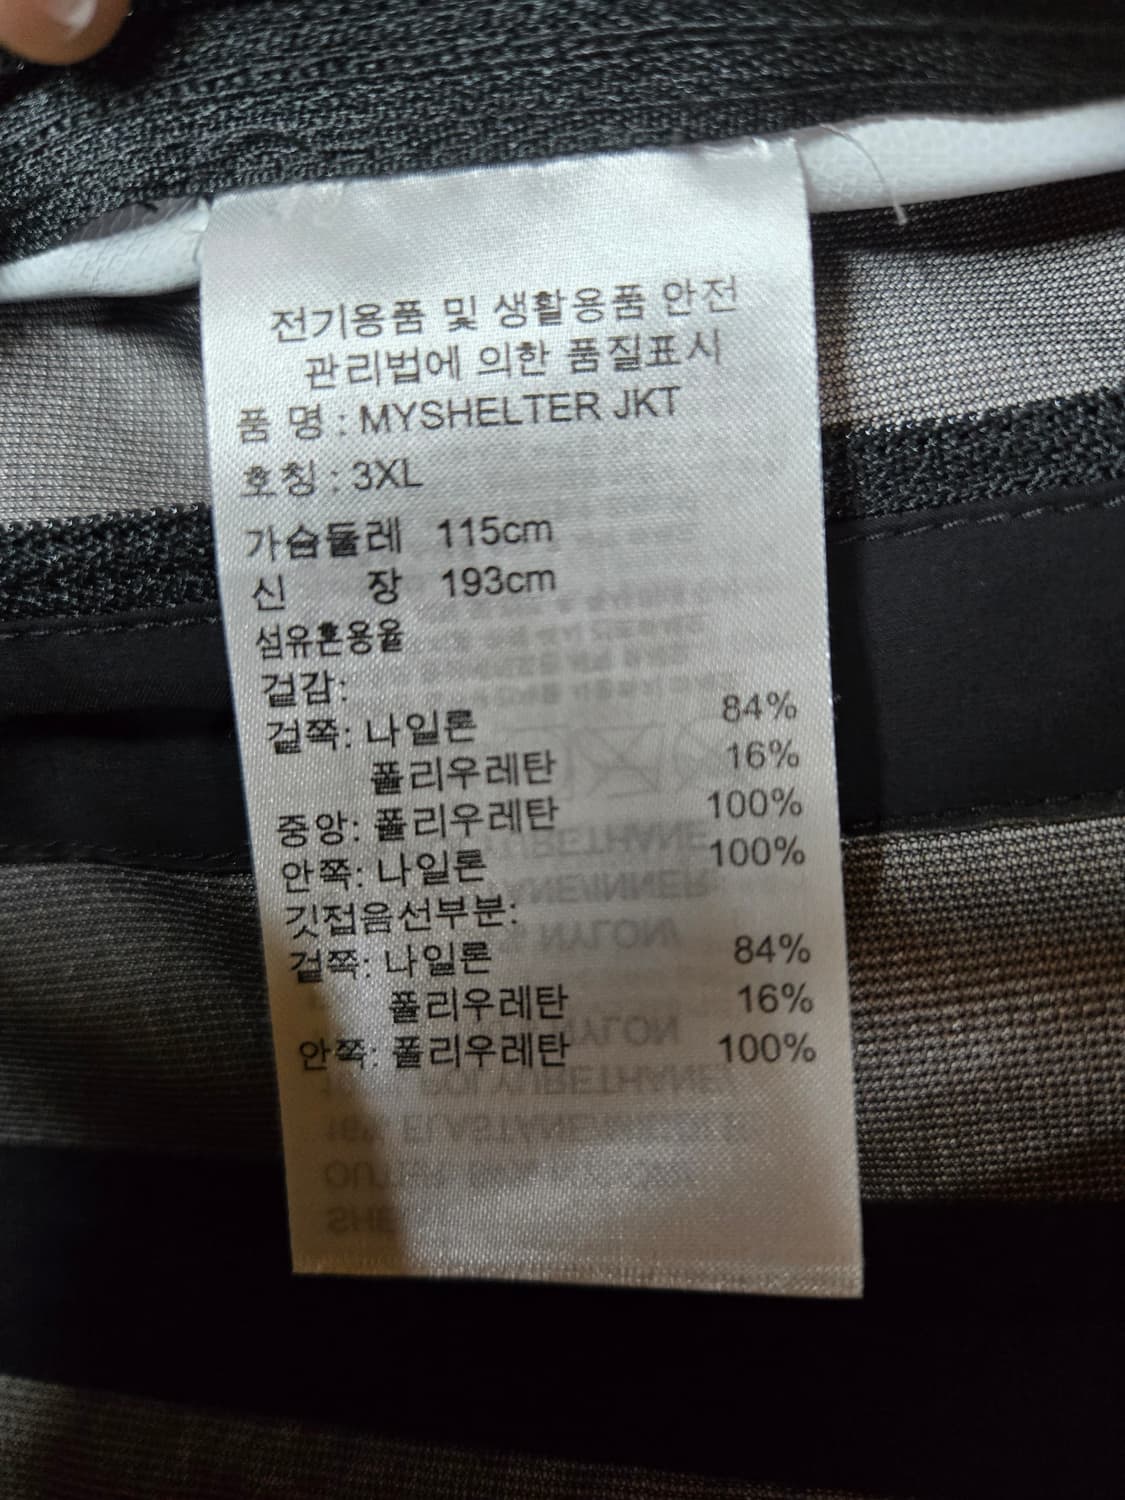 전기용품 및 생활용품 안전
관리법에 의한 품질표시
품 명 : MYSHELTER JKT
호칭 : 3XL
가슴둘레 115cm
신 장 193cm
섬유혼용율
겉감:
겉쪽: 나일론 84%
폴리우레탄 16%
중앙: 폴리우레탄 100%
안쪽: 나일론 100%
깃접음선부분:
겉쪽: 나일론 84%
폴리우레탄 16%
안쪽: 폴리우레탄 100%